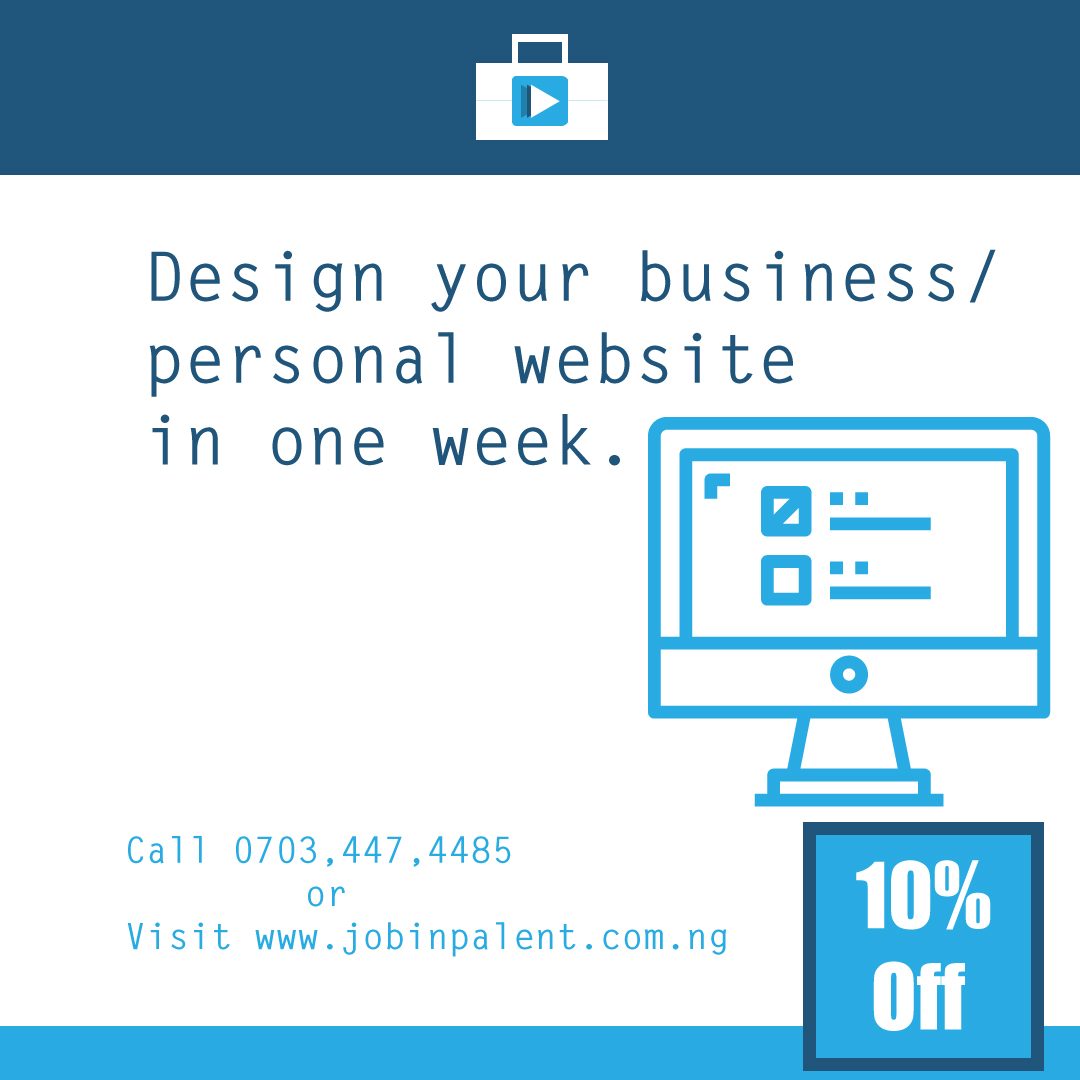 Design your business/
personal website
in one week.
Call 0703,447,4485
or
Visit www.jobinpalent.com.ng
10%
Off